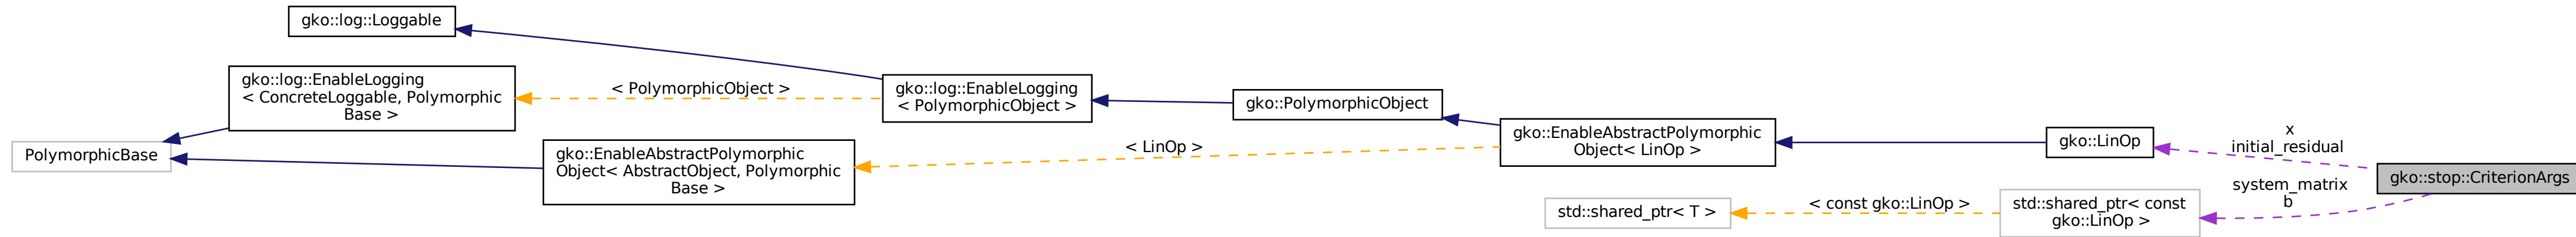 gko::log::Loggable
gko::log::EnableLogging
< ConcreteLoggable, Polymorphic
Base >
< PolymorphicObject >
gko::log::EnableLogging
< PolymorphicObject >
gko::PolymorphicObject
PolymorphicBase
gko::EnableAbstractPolymorphic
Object< AbstractObject, Polymorphic
Base >
< LinOp >
gko::EnableAbstractPolymorphic
Object< LinOp >
gko::LinOp
x
initial_residual
gko::stop::CriterionArgs
std::shared_ptr< T >
< const gko::LinOp >
std::shared_ptr< const
gko::LinOp >
system_matrix
b